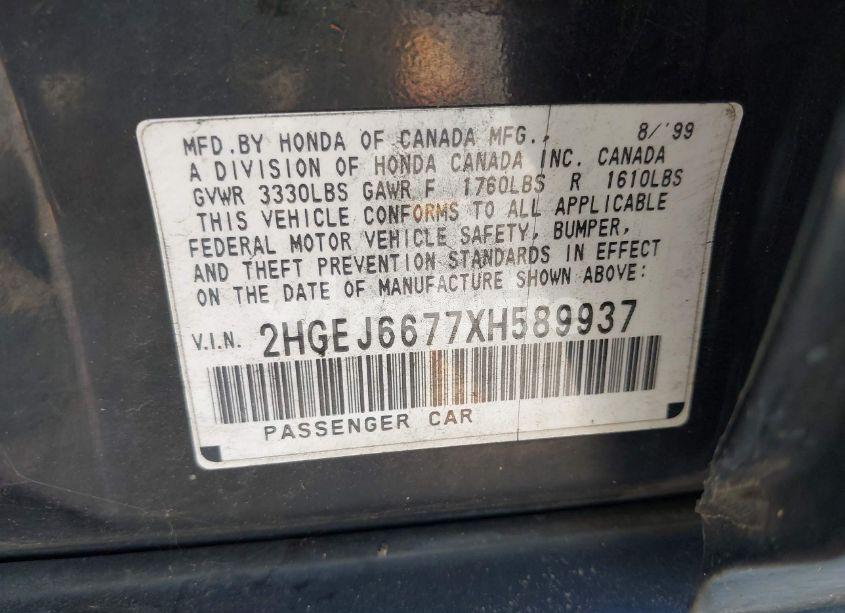 MFD.BY HONDA OF CANADA MFG., 8/'99
A DIVISION OF HONDA CANADA INC. CANADA
GVWR 3330LBS GAWR F 1760LBS R 1610LBS
THIS VEHICLE CONFORMS TO ALL APPLICABLE
FEDERAL MOTOR VEHICLE SAFETY, BUMPER,
AND THEFT PREVENTION STANDARDS IN EFFECT
ON THE DATE OF MANUFACTURE SHOWN ABOVE:
V.I.N. 2HGEJ6677XH589937
PASSENGER CAR